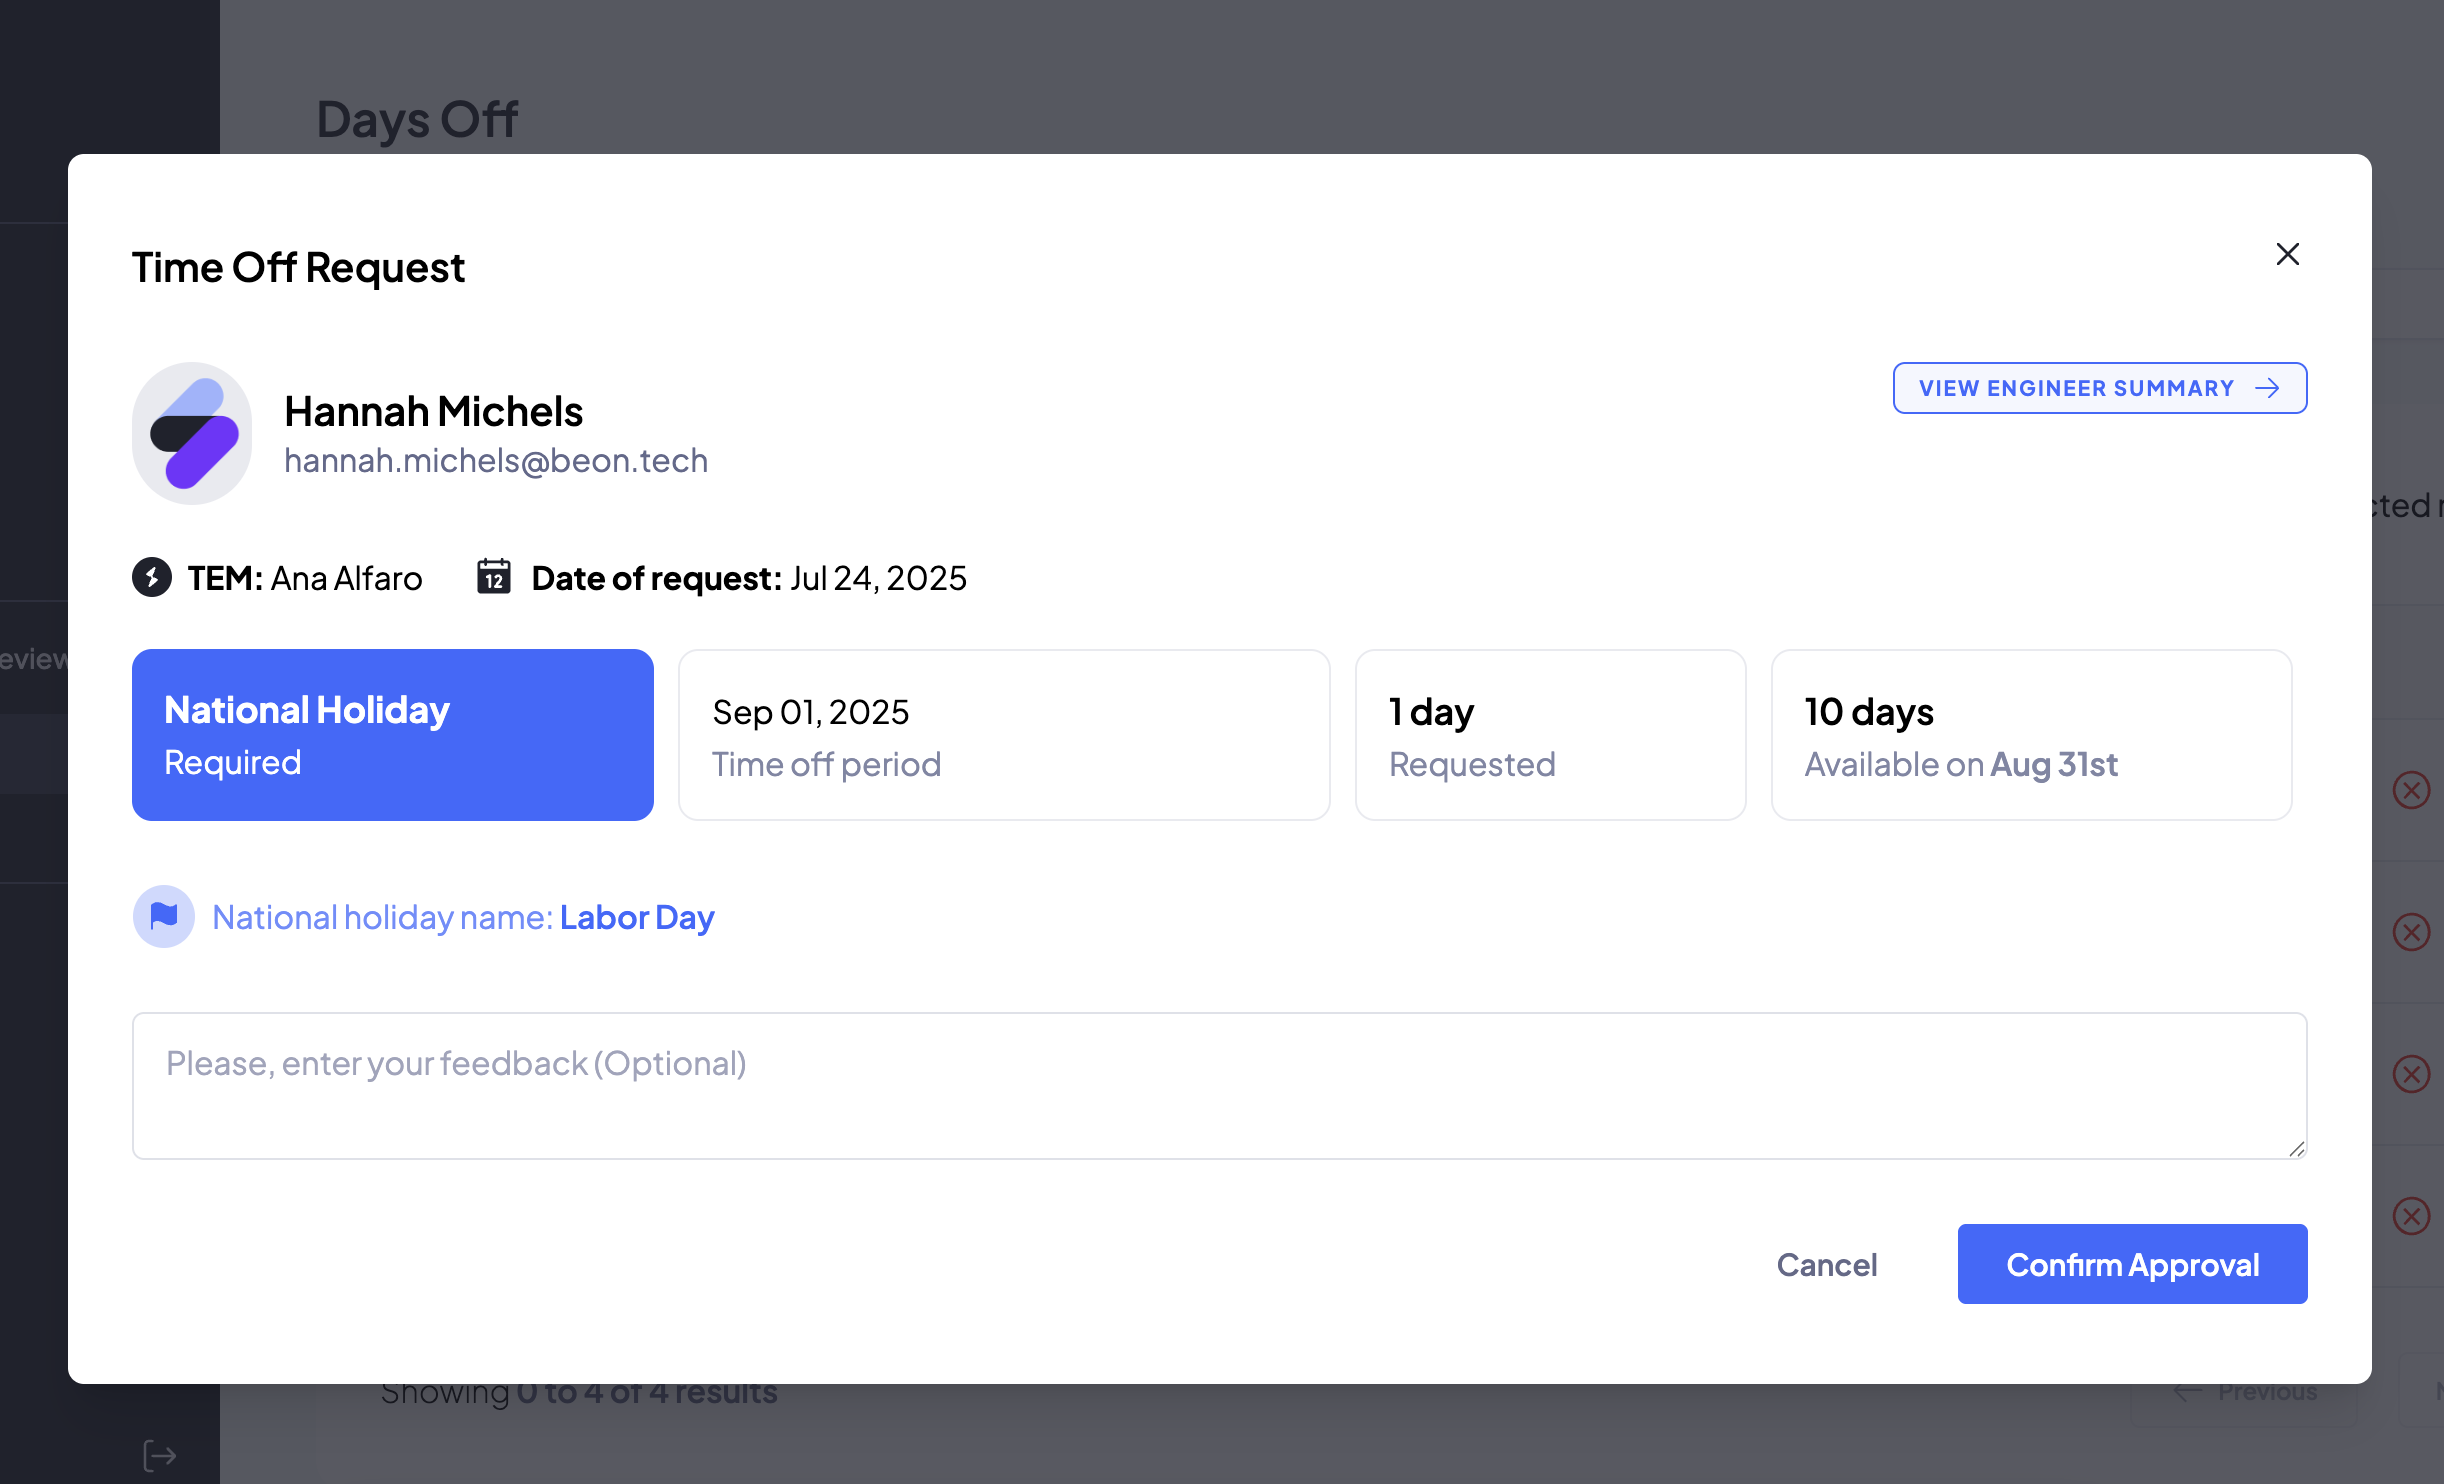 Days Off
Time Off Request
Hannah Michels
hannah.michels@beon.tech
VIEW ENGINEER SUMMARY
TEM: Ana Alfaro
12
Date of request: Jul 24, 2025
National Holiday
Required
Sep 01, 2025
Time off period
1 day
Requested
10 days
Available on Aug 31st
National holiday name: Labor Day
Please, enter your feedback (Optional)
Cancel
Confirm Approval
Showing 0 to 4 of 4 results
Previous